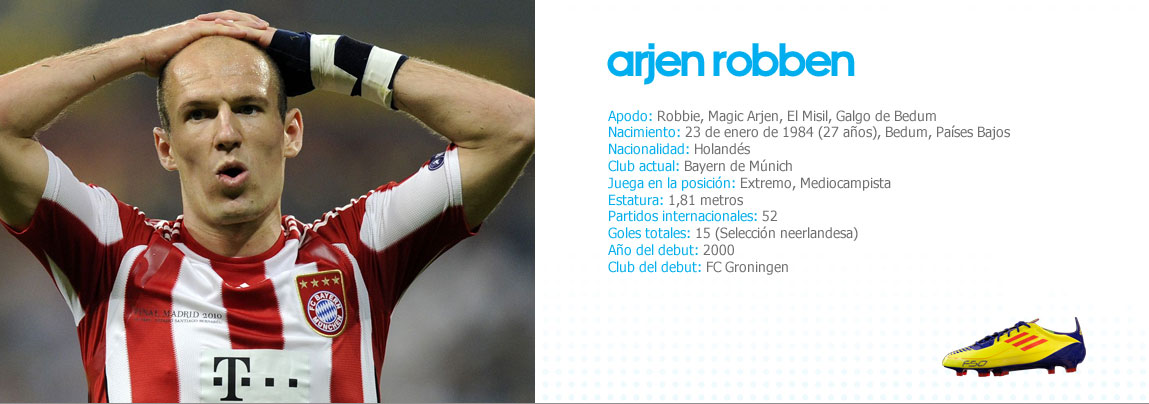 arjen robben
Apodo: Robbie, Magic Arjen, El Misil, Galgo de Bedum
Nacimiento: 23 de enero de 1984 (27 años), Bedum, Países Bajos
Nacionalidad: Holandés
Club actual: Bayern de Múnich
Juega en la posición: Extremo, Mediocampista
Estatura: 1,81 metros
Partidos internacionales: 52
Goles totales: 15 (Selección neerlandesa)
Año del debut: 2000
Club del debut: FC Groningen
FINAL MADRID 2010
FC BAYERN
MÜNCHEN
T
F50